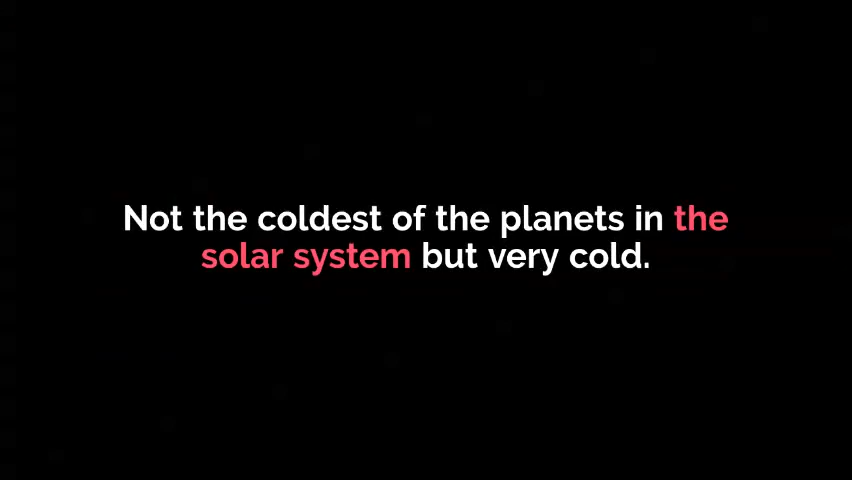 Not the coldest of the planets in the
solar system but very cold.